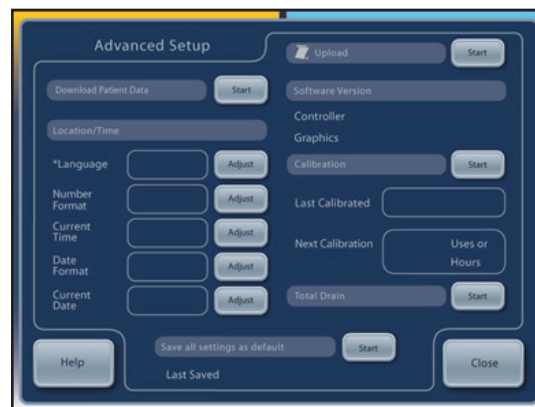 Advanced Setup
Download Patient Data
Start
Location/Time
*Language
Adjust
Number
Format
Adjust
Current
Time
Adjust
Date
Format
Adjust
Current
Date
Adjust
Upload
Start
Software Version
Controller
Graphics
Calibration
Start
Last Calibrated
Next Calibration
Uses or
Hours
Total Drain
Start
Help
Save all settings as default
Start
Last Saved
Close